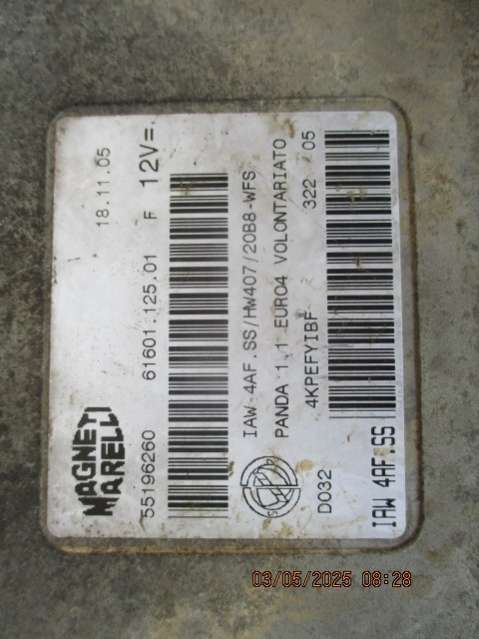 MAGNETI
MARELLI
18.11.05
55196260 61601.125.01 F 12V=
IAW 4AF.SS/HW407/20B8-WFS
PANDA 1.1 EURO4 VOLONTARIATO
D032 4KPEFYIBF 322 05
IAW 4AF.SS
03/05/2025 08:28